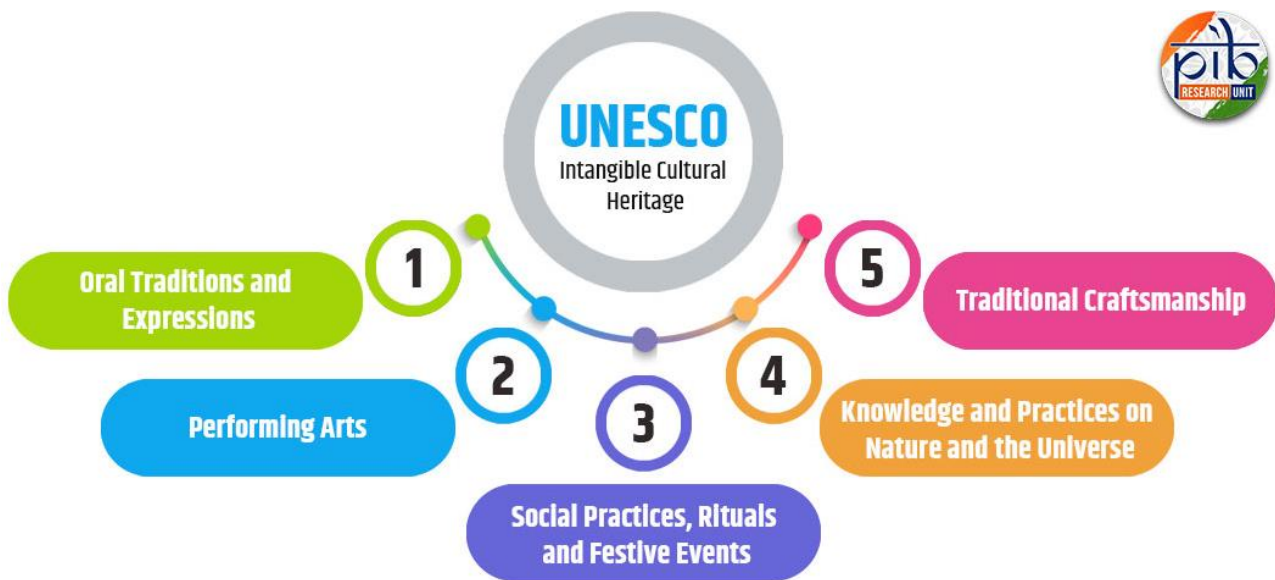 pib
RESEARCH UNIT
UNESCO
Intangible Cultural
Heritage
1
Oral Traditions and
Expressions
2
Performing Arts
3
Social Practices, Rituals
and Festive Events
4
Knowledge and Practices on
Nature and the Universe
5
Traditional Craftsmanship